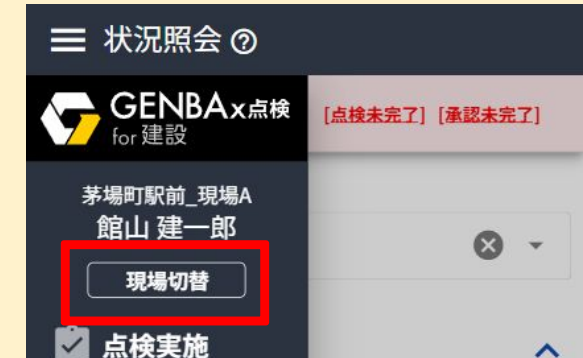 状況照会
GENBAx点検
for 建設
[点検未完了] [承認未完了]
茅場町駅前_現場A
館山 建一郎
現場切替
点検実施